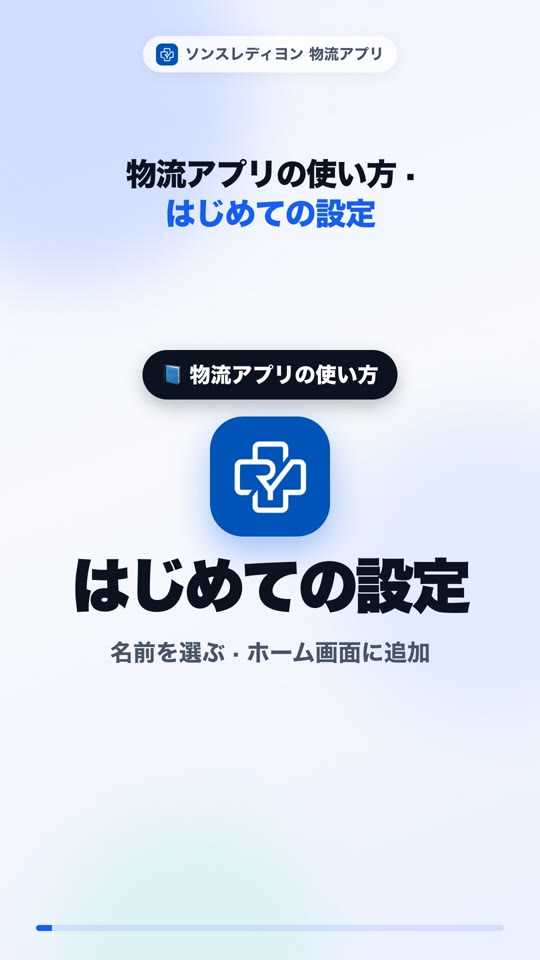 ソンスレディヨン 物流アプリ
物流アプリの使い方 ·
はじめての設定
物流アプリの使い方
RY
はじめての設定
名前を選ぶ · ホーム画面に追加